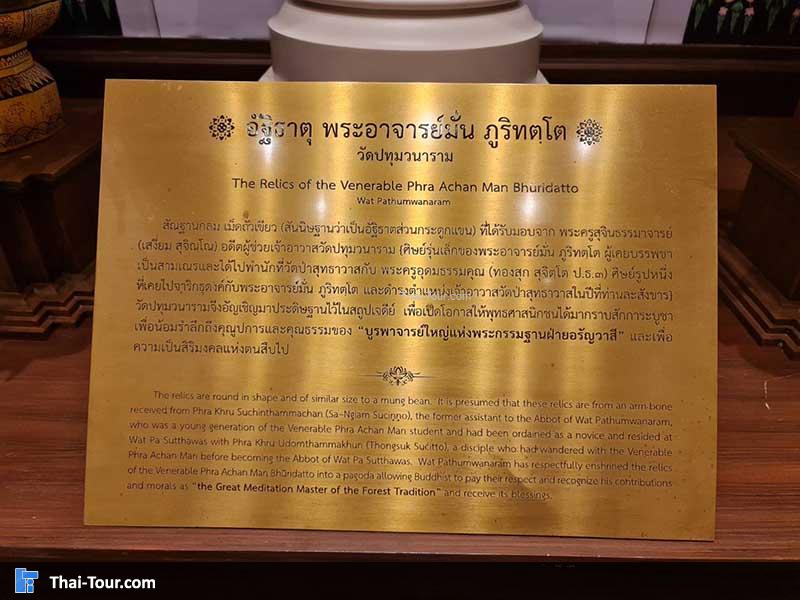 อัฐิธาตุ พระอาจารย์มั่น ภูริทตฺโต
วัดปทุมวนาราม
The Relics of the Venerable Phra Achan Man Bhūridatto
Wat Pathumwanaram
สัณฐานกลม เม็ดถั่วเขียว (สันนิษฐานว่าเป็นอัฐิธาตุส่วนกระดูกแขน) ที่ได้รับมอบจาก พระครูสุจินธรรมาจารย์
(เสงี่ยม สุจิณฺโณ) อดีตผู้ช่วยเจ้าอาวาสวัดปทุมวนาราม (ศิษย์รุ่นเล็กของพระอาจารย์มั่น ภูริทตฺโต ผู้เคยบรรพชา
เป็นสามเณรและได้ไปพำนักที่วัดป่าสุทธาวาสกับ พระครูอุดมธรรมคุณ (ทองสุก สุจิตฺโต ป.ธ.๓) ศิษย์รูปหนึ่ง
ที่เคยไปจาริกธุดงค์กับพระอาจารย์มั่น ภูริทตฺโต และดำรงตำแหน่งเจ้าอาวาสวัดป่าสุทธาวาสในปีที่ท่านละสังขาร)
วัดปทุมวนารามจึงอัญเชิญมาประดิษฐานไว้ในสถูปเจดีย์ เพื่อเปิดโอกาสให้พุทธศาสนิกชนได้มากราบสักการะบูชา
เพื่อน้อมรำลึกถึงคุณูปการและคุณธรรมของ “บูรพาจารย์ใหญ่แห่งพระกรรมฐานฝ่ายอรัญวาสี” และเพื่อ
ความเป็นสิริมงคลแห่งตนสืบไป
The relics are round in shape and of similar size to a mung bean. It is presumed that these relics are from an arm bone
received from Phra Khru Suchinthammachan (Sa-Ngiam Suciṇṇo), the former assistant to the Abbot of Wat Pathumwanaram,
who was a young generation of the Venerable Phra Achan Man student and had been ordained as a novice and resided at
Wat Pa Sutthawas with Phra Khru Udomthammakhun (Thongsuk Sucitto), a disciple who had wandered with the Venerable
Phra Achan Man before becoming the Abbot of Wat Pa Sutthawas. Wat Pathumwanaram has respectfully enshrined the relics
of the Venerable Phra Achan Man Bhūridatto into a pagoda allowing Buddhist to pay their respect and recognize his contributions
and morals as “the Great Meditation Master of the Forest Tradition” and receive its blessings.
Thai-Tour.com